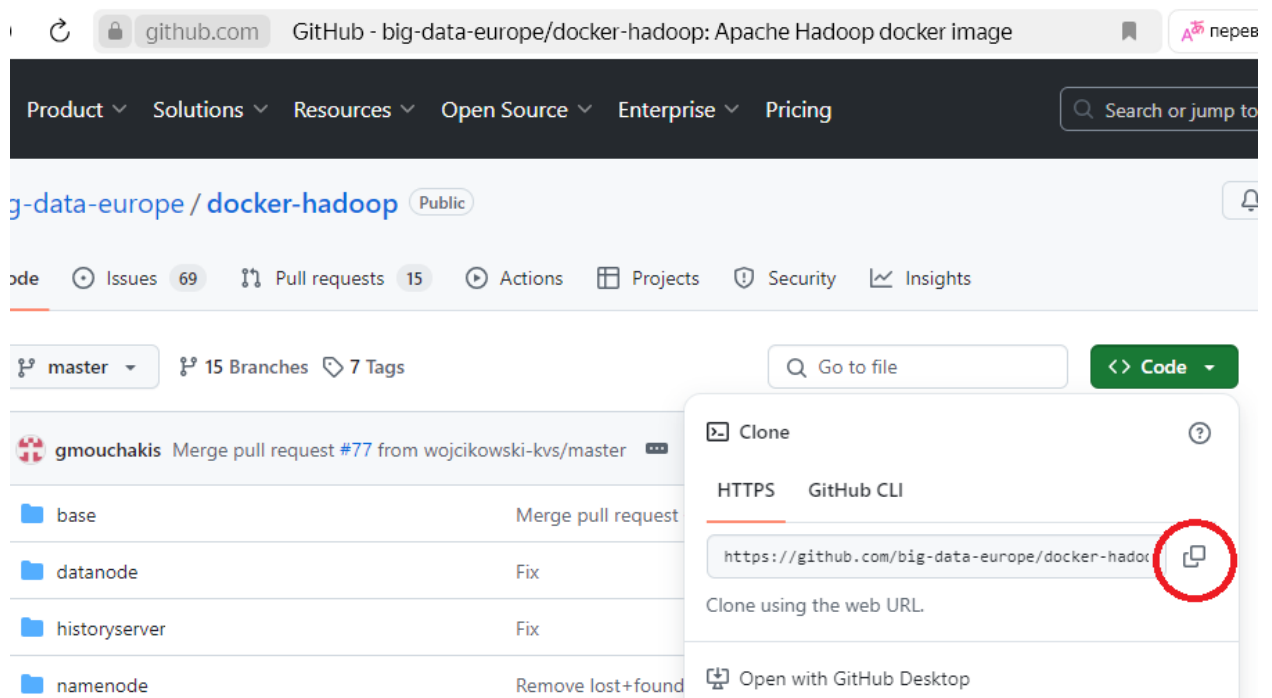 github.com GitHub - big-data-europe/docker-hadoop: Apache Hadoop docker image перев
Product Solutions Resources Open Source Enterprise Pricing Search or jump to
g-data-europe / docker-hadoop Public
ode Issues 69 Pull requests 15 Actions Projects Security Insights
master 15 Branches 7 Tags Go to file <> Code
Clone
gmouchakis Merge pull request #77 from wojcikowski-kvs/master
HTTPS GitHub CLI
base Merge pull request
https://github.com/big-data-europe/docker-hadoo
datanode Fix
Clone using the web URL.
historyserver Fix
namenode Remove lost+found
Open with GitHub Desktop